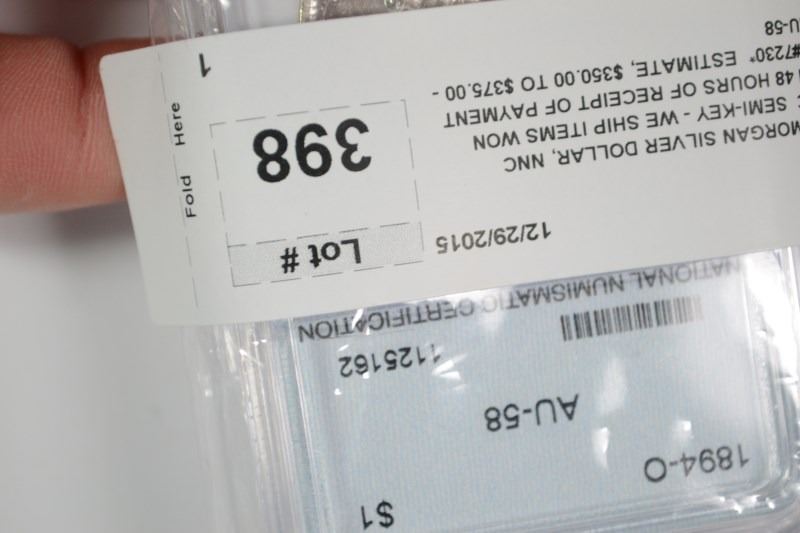 $1
1894-O
AU-58
1125162
NATIONAL NUMISMATIC CERTIFICATION
Lot #
398
12/29/2015
MORGAN SILVER DOLLAR, NNC
SEMI-KEY - WE SHIP ITEMS WON
48 HOURS OF RECEIPT OF PAYMENT
#7230* ESTIMATE, $350.00 TO $375.00 -
U-58
Fold Here
1